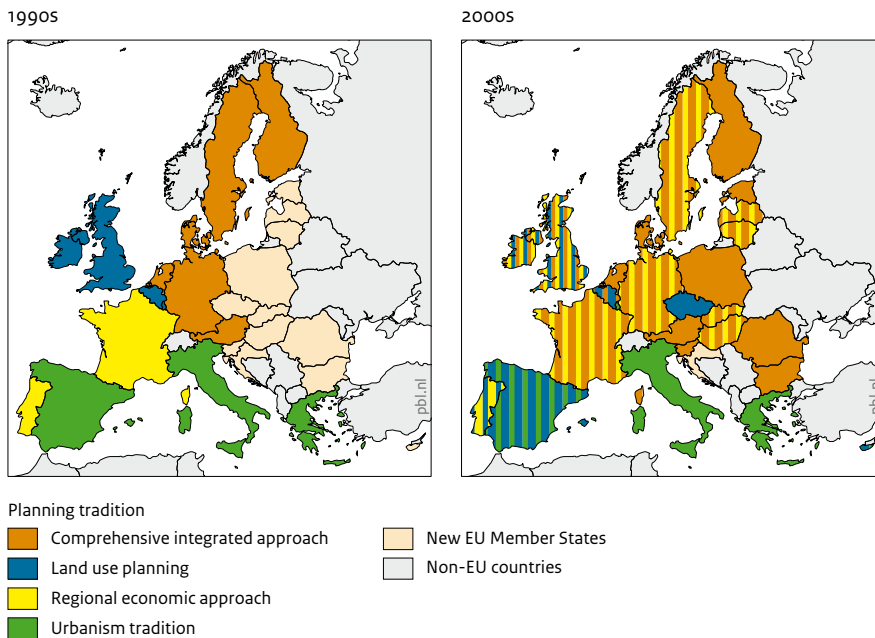 1990s
2000s
pbl.nl
pbl.nl
Planning tradition
Comprehensive integrated approach
Land use planning
Regional economic approach
Urbanism tradition
New EU Member States
Non-EU countries